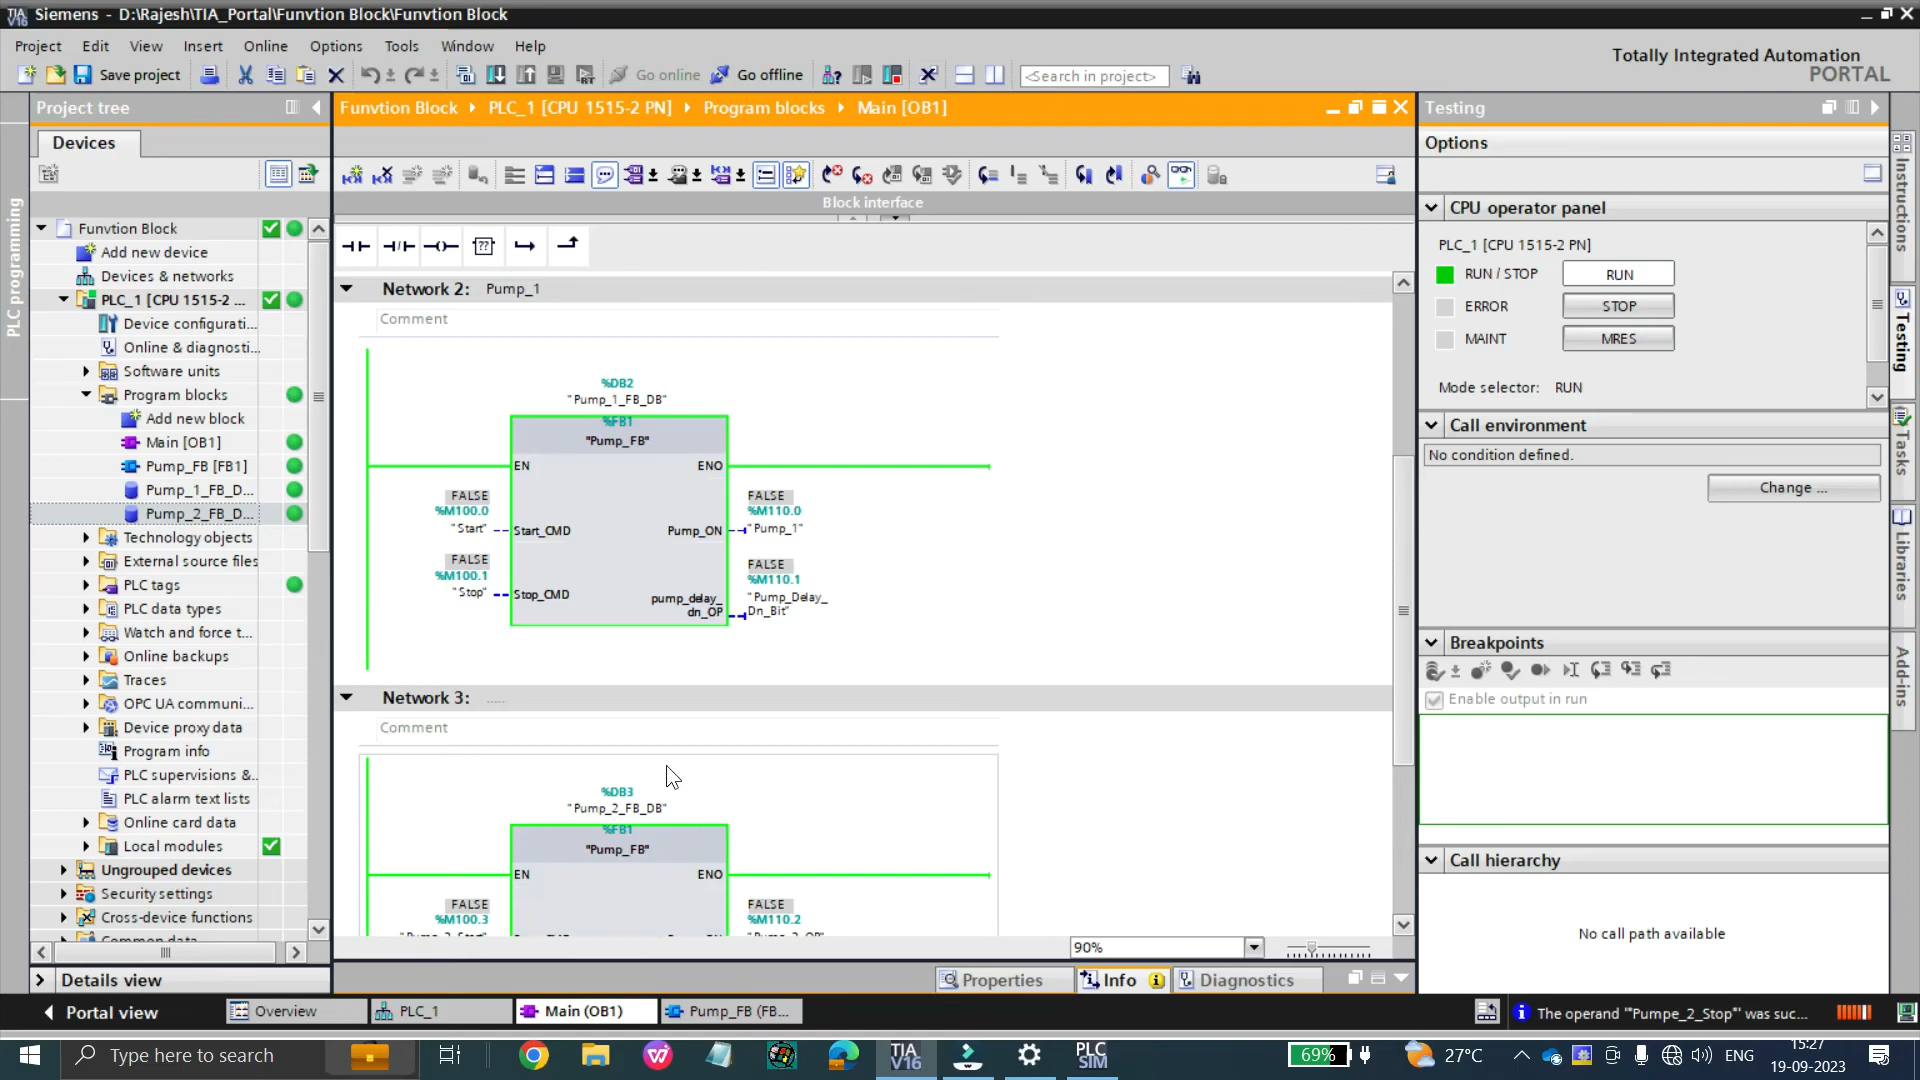 Siemens - D:\Rajesh\TIA_Portal\Funvtion Block\Funvtion Block
Project Edit View Insert Online Options Tools Window Help
Totally Integrated Automation
PORTAL
Save project
Go online
Go offline
<Search in project>
Project tree
Funvtion Block
PLC_1 [CPU 1515-2 PN]
Program blocks
Main [OB1]
Testing
Devices
Options
Block interface
PLC programming
Funvtion Block
Add new device
Devices & networks
PLC_1 [CPU 1515-2 ...
Device configurati...
Online & diagnosti...
Software units
Program blocks
Add new block
Main [OB1]
Pump_FB [FB1]
Pump_1_FB_D...
Pump_2_FB_D...
Technology objects
External source files
PLC tags
PLC data types
Watch and force t...
Online backups
Traces
OPC UA communi...
Device proxy data
Program info
PLC supervisions &..
PLC alarm text lists
Online card data
Local modules
Ungrouped devices
Security settings
Cross-device functions
Common data
Details view
??
Network 2: Pump_1
Comment
%DB2
"Pump_1_FB_DB"
%FB1
"Pump_FB"
EN ENO
FALSE
%M100.0
"Start"
Start_CMD
FALSE
%M100.1
"Stop"
Stop_CMD
Pump_ON
FALSE
%M110.0
"Pump_1"
pump_delay_
dn_OP
FALSE
%M110.1
"Pump_Delay_
Dn_Bit"
Network 3: ......
Comment
%DB3
"Pump_2_FB_DB"
%FB1
"Pump_FB"
EN ENO
FALSE
%M100.3
FALSE
%M110.2
90%
Properties
Info
Diagnostics
CPU operator panel
PLC_1 [CPU 1515-2 PN]
RUN / STOP RUN
ERROR STOP
MAINT MRES
Mode selector: RUN
Call environment
No condition defined.
Change ...
Breakpoints
Enable output in run
Call hierarchy
No call path available
Instructions
Testing
Tasks
Libraries
Add-ins
Portal view
Overview
PLC_1
Main (OB1)
Pump_FB (FB...
The operand '"Pumpe_2_Stop"' was suc...
Type here to search
TIA
V16
PLC
SIM
69%
27°C
ENG
15:27
19-09-2023